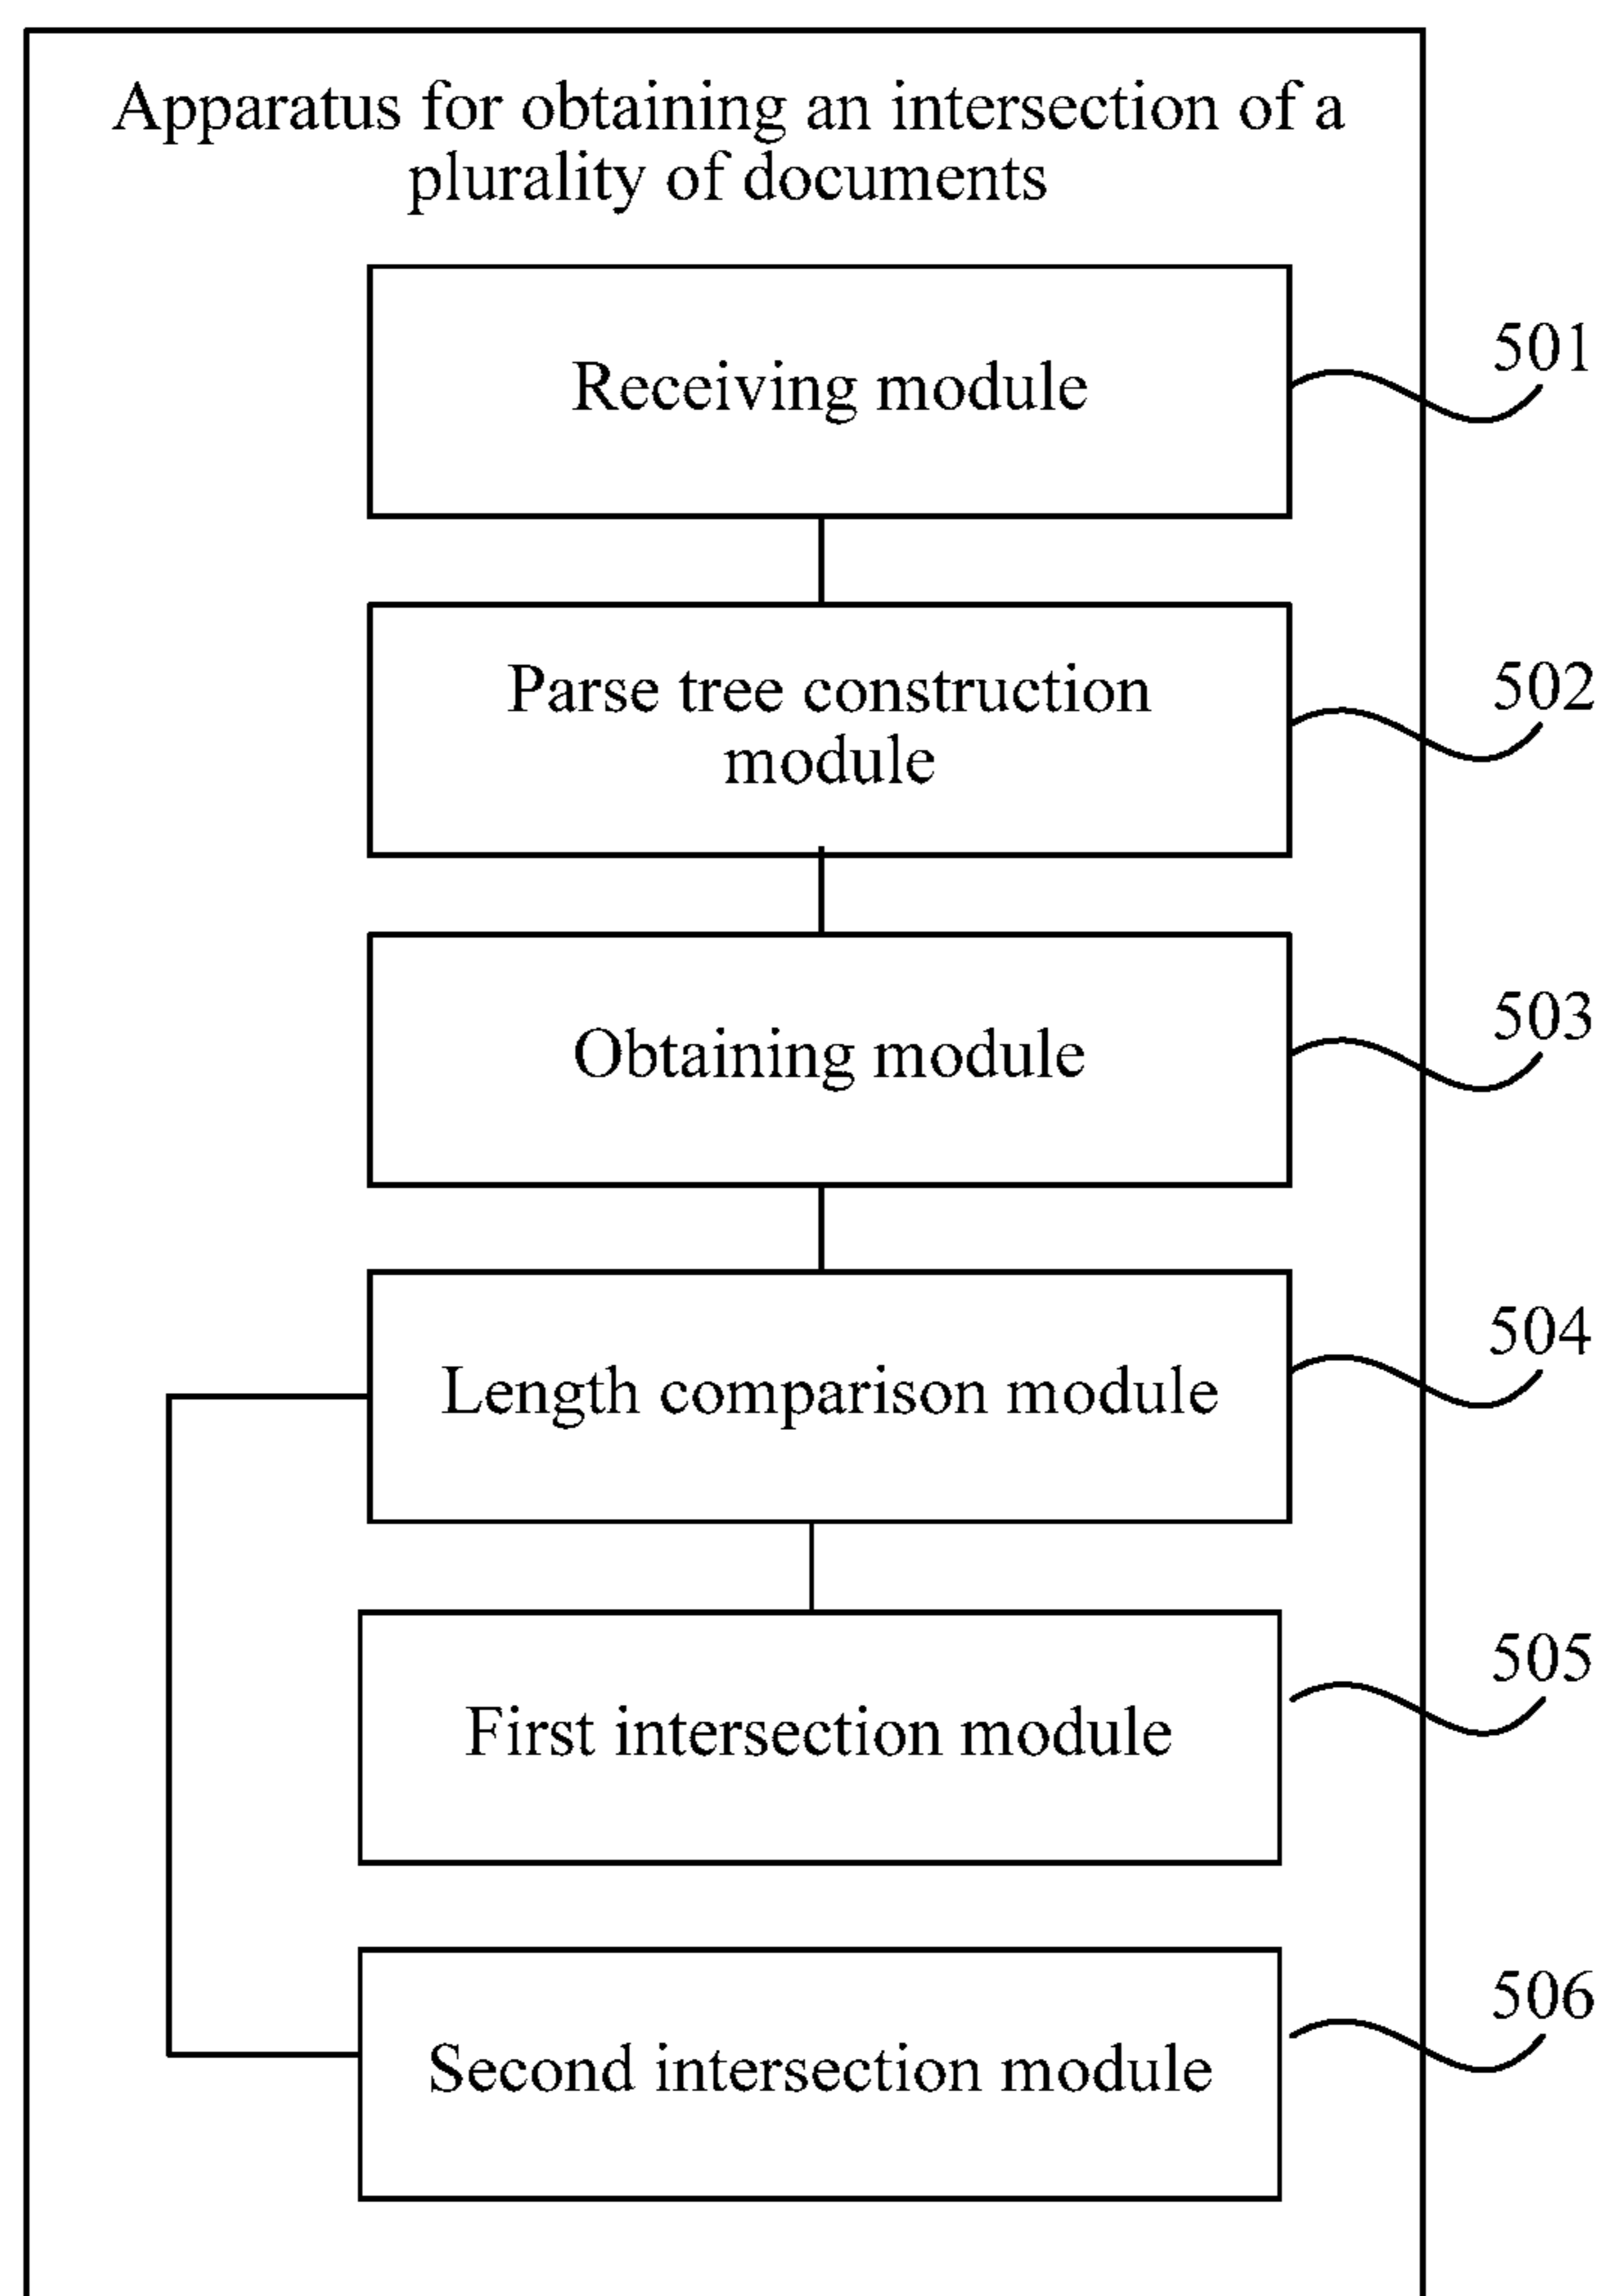 Apparatus for obtaining an intersection of a
plurality of documents
Receiving module
501
Parse tree construction
module
502
Obtaining module
503
Length comparison module
504
First intersection module
505
Second intersection module
506